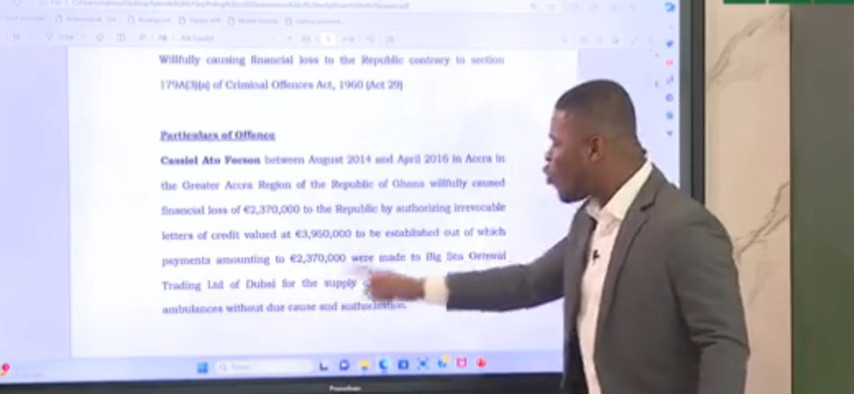 Willfully causing financial loss to the Republic contrary to section
179A(3)(a) of Criminal Offences Act, 1960 (Act 29)
Particulars of Offence
Cassiel Ato Forson between August 2014 and April 2016 in Accra in
the Greater Accra Region of the Republic of Ghana willfully caused
financial loss of €2,370,000 to the Republic by authorizing irrevocable
letters of credit valued at €3,950,000 to be established out of which
payments amounting to €2,370,000 were made to Big Sea General
Trading Ltd of Dubai for the supply
ambulances without due cause and authorization.